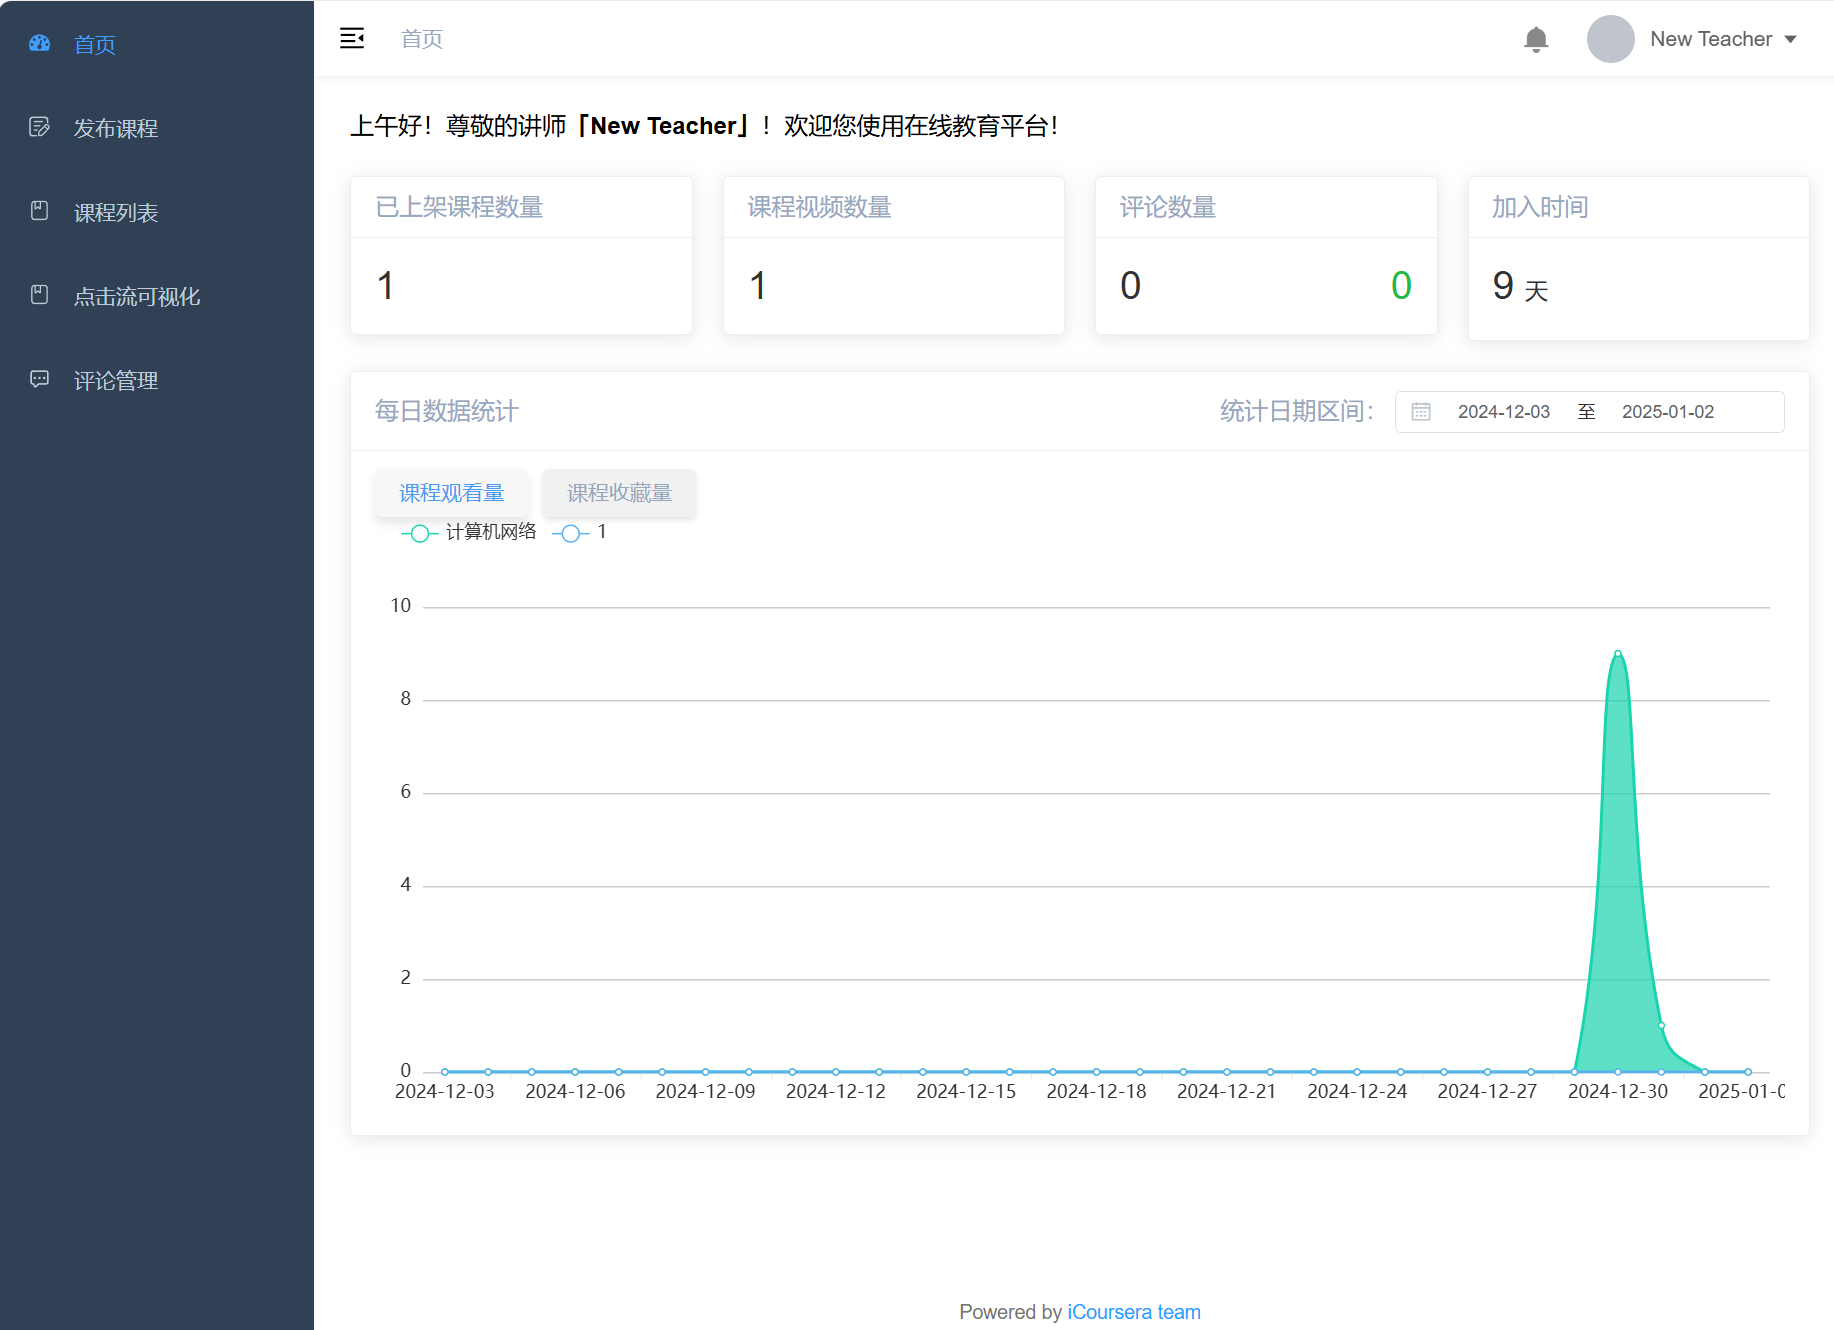 首页
发布课程
课程列表
点击流可视化
评论管理
首页
New Teacher
上午好！尊敬的讲师「New Teacher」！欢迎您使用在线教育平台！
已上架课程数量
1
课程视频数量
1
评论数量
0 0
加入时间
9 天
每日数据统计
统计日期区间：
2024-12-03 至 2025-01-02
课程观看量 课程收藏量
计算机网络 1
10
8
6
4
2
0
2024-12-03 2024-12-06 2024-12-09 2024-12-12 2024-12-15 2024-12-18 2024-12-21 2024-12-24 2024-12-27 2024-12-30 2025-01-0
Powered by iCoursera team